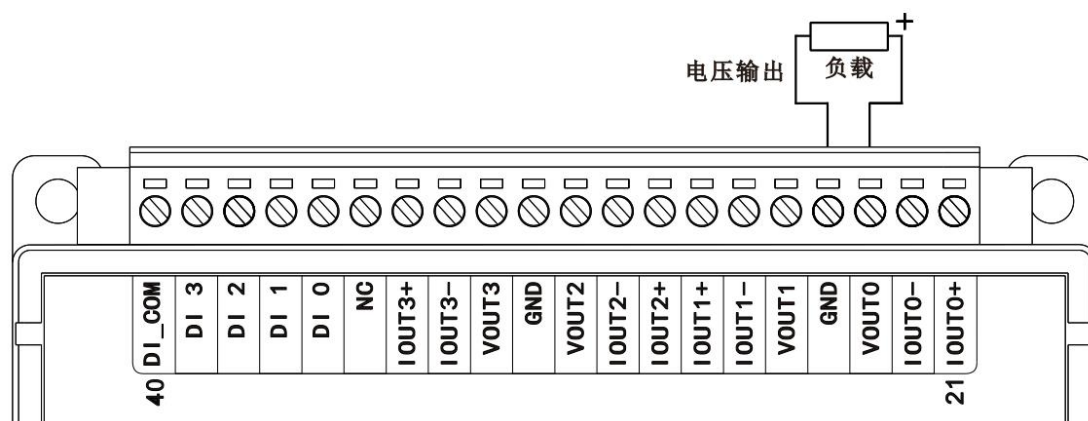 +
电压输出
负载
DI_COM
DI 3
DI 2
DI 1
DI 0
NC
IOUT3+
IOUT3-
VOUT3
GND
VOUT2
IOUT2-
IOUT2+
IOUT1+
IOUT1-
VOUT1
GND
VOUT0
IOUT0-
IOUT0+
40
21